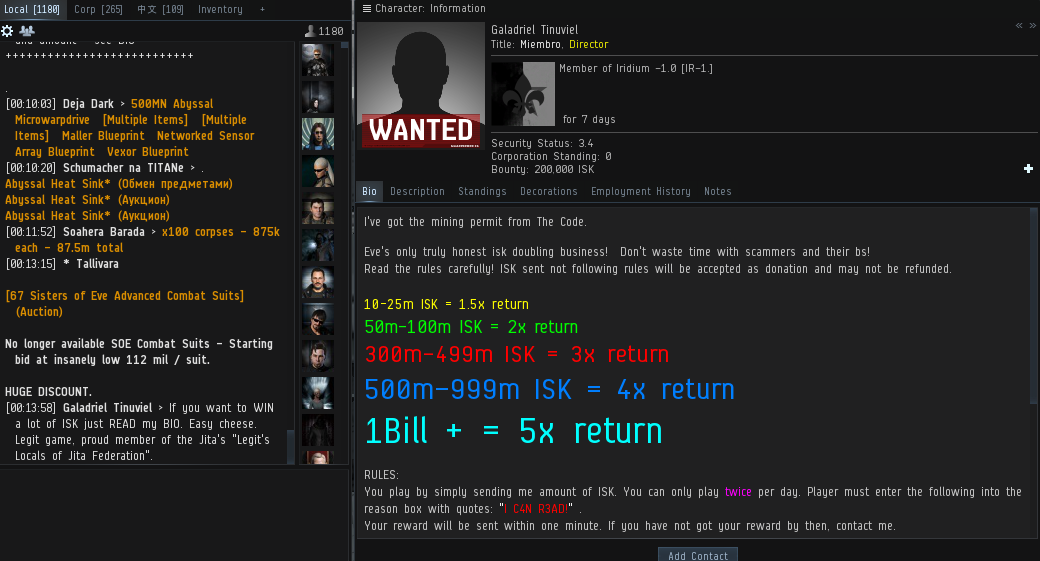 Local [1180]
Corp [265]
中文 [109]
Inventory
+
1180
and amount - see BIO
+++++++++++++++++++++++++++
.
[00:10:03] Deja Dark > 500MN Abyssal
Microwarpdrive [Multiple Items] [Multiple
Items] Maller Blueprint Networked Sensor
Array Blueprint Vexor Blueprint
[00:10:20] Schumacher na TITANe > .
Abyssal Heat Sink* (Обмен предметами)
Abyssal Heat Sink* (Аукцион)
Abyssal Heat Sink* (Аукцион)
[00:11:52] Soahera Barada > x100 corpses - 875k
each - 87.5m total
[00:13:15] * Tallivara
[67 Sisters of Eve Advanced Combat Suits]
(Auction)
No longer available SOE Combat Suits - Starting
bid at insanely low 112 mil / suit.
HUGE DISCOUNT.
[00:13:58] Galadriel Tinuviel > If you want to WIN
a lot of ISK just READ my BIO. Easy cheese.
Legit game, proud member of the Jita's "Legit's
Locals of Jita Federation".
Character: Information
WANTED
Galadriel Tinuviel
Title: Miembro, Director
Member of Iridium -1.0 [IR-1.]
for 7 days
Security Status: 3.4
Corporation Standing: 0
Bounty: 200.000 ISK
Bio
Description
Standings
Decorations
Employment History
Notes
I've got the mining permit from The Code.
Eve's only truly honest isk doubling business! Don't waste time with scammers and their bs!
Read the rules carefully! ISK sent not following rules will be accepted as donation and may not be refunded.
10-25m ISK = 1.5x return
50m-100m ISK = 2x return
300m-499m ISK = 3x return
500m-999m ISK = 4x return
1Bill + = 5x return
RULES:
You play by simply sending me amount of ISK. You can only play twice per day. Player must enter the following into the
reason box with quotes: "I C4N R3AD!" .
Your reward will be sent within one minute. If you have not got your reward by then, contact me.
Add Contact